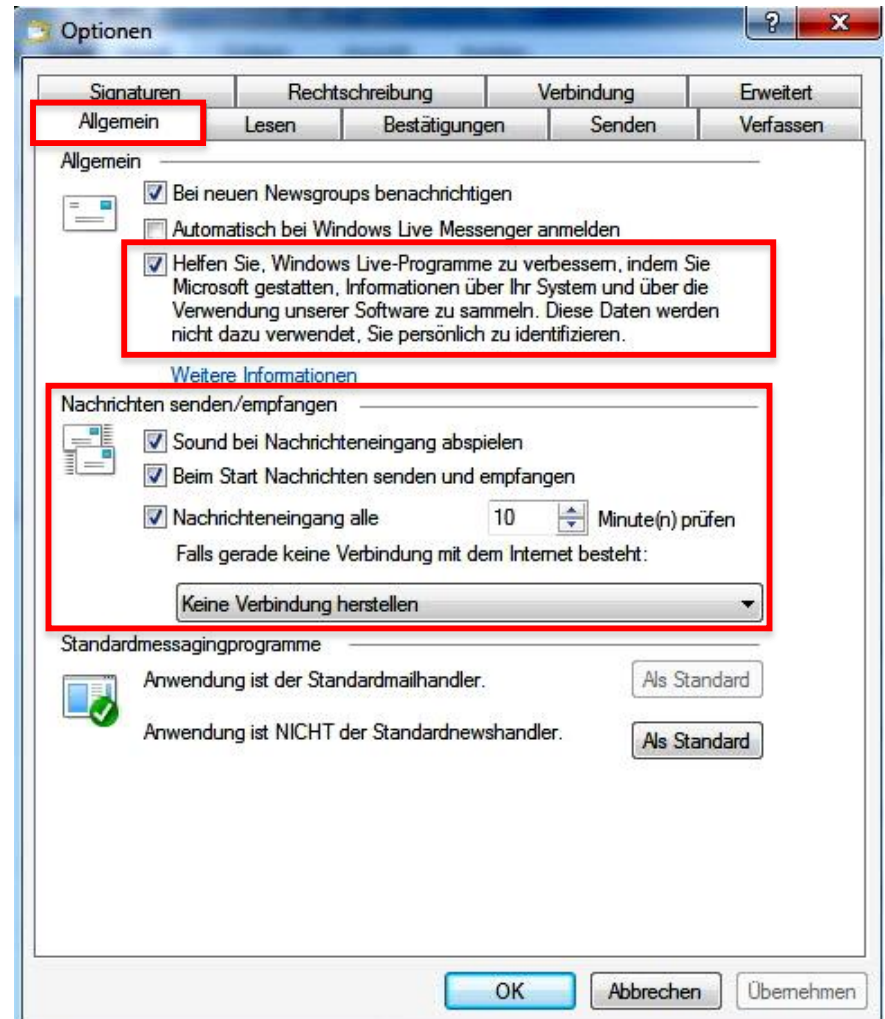 Optionen
Signaturen Rechtschreibung Verbindung Erweitert
Allgemein Lesen Bestätigungen Senden Verfassen
Allgemein
Bei neuen Newsgroups benachrichtigen
Automatisch bei Windows Live Messenger anmelden
Helfen Sie, Windows Live-Programme zu verbessern, indem Sie
Microsoft gestatten, Informationen über Ihr System und über die
Verwendung unserer Software zu sammeln. Diese Daten werden
nicht dazu verwendet, Sie persönlich zu identifizieren.
Weitere Informationen
Nachrichten senden/empfangen
Sound bei Nachrichteneingang abspielen
Beim Start Nachrichten senden und empfangen
Nachrichteneingang alle 10 Minute(n) prüfen
Falls gerade keine Verbindung mit dem Internet besteht:
Keine Verbindung herstellen
Standardmessagingprogramme
Anwendung ist der Standardmailhandler. Als Standard
Anwendung ist NICHT der Standardnewshandler. Als Standard
OK Abbrechen Übernehmen